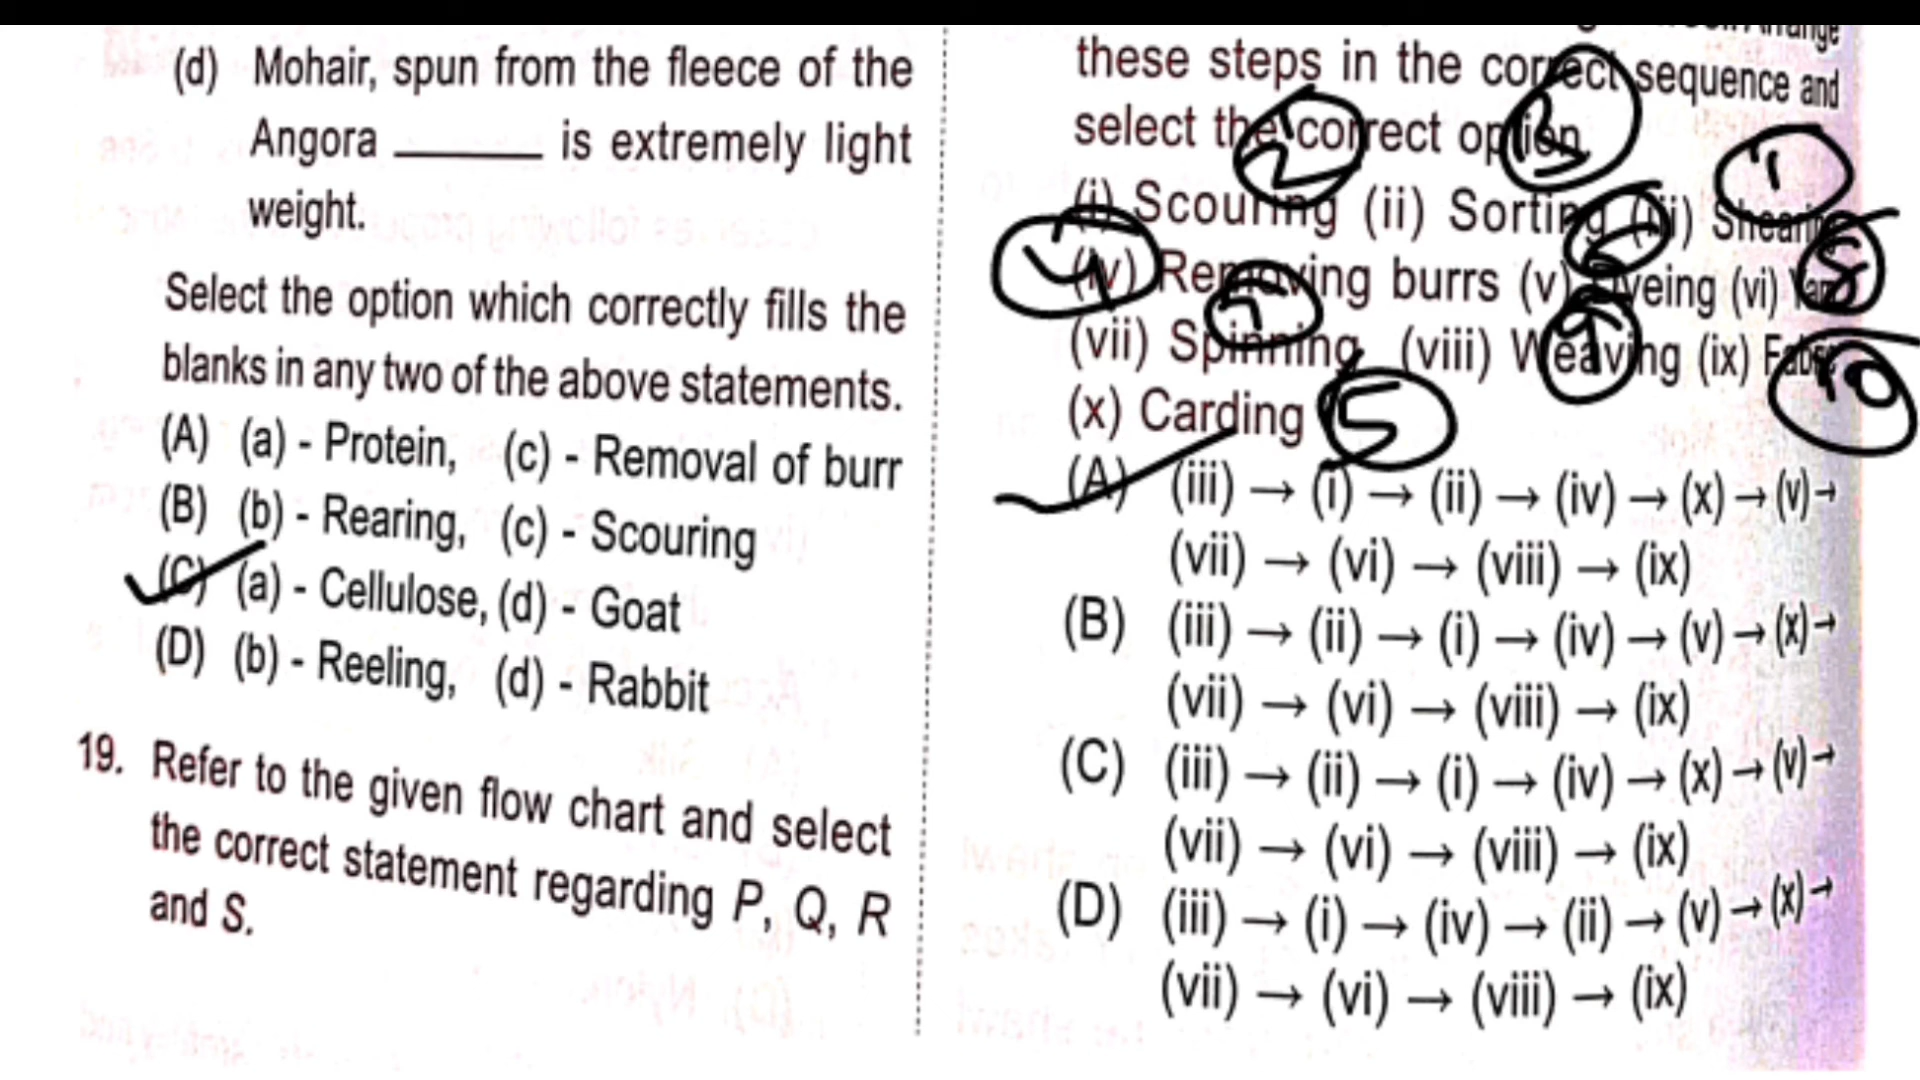 (d) Mohair, spun from the fleece of the
Angora ______ is extremely light
weight.
Select the option which correctly fills the
blanks in any two of the above statements.
(A) (a) - Protein, (c) - Removal of burr
(B) (b) - Rearing, (c) - Scouring
(C) (a) - Cellulose, (d) - Goat
(D) (b) - Reeling, (d) - Rabbit
19. Refer to the given flow chart and select
the correct statement regarding P, Q, R
and S.
these steps in the correct sequence and
select the correct option.
(i) Scouring (ii) Sorting (iii) Shearing
(iv) Removing burrs (v) Dyeing (vi) Yarn
(vii) Spinning (viii) Weaving (ix) Fabric
(x) Carding 5
(A) (iii) → (i) → (ii) → (iv) → (x) → (v) →
(vii) → (vi) → (viii) → (ix)
(B) (iii) → (ii) → (i) → (iv) → (v) → (x) →
(vii) → (vi) → (viii) → (ix)
(C) (iii) → (ii) → (i) → (iv) → (x) → (v) →
(vii) → (vi) → (viii) → (ix)
(D) (iii) → (i) → (iv) → (ii) → (v) → (x) →
(vii) → (vi) → (viii) → (ix)